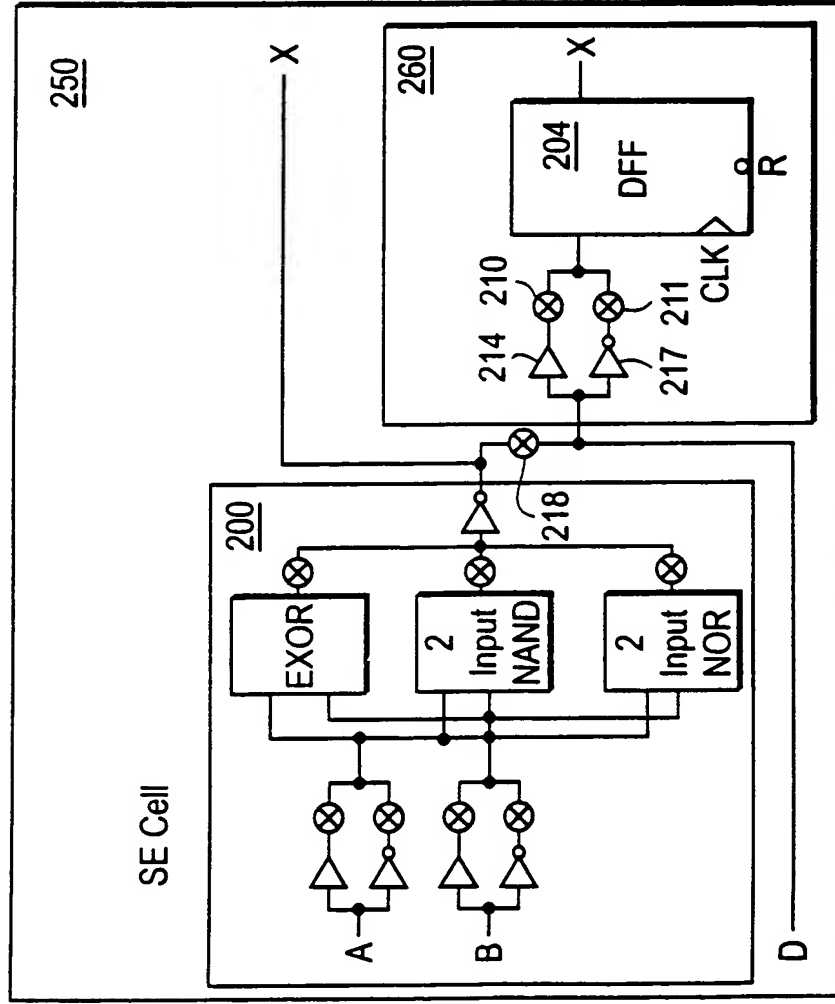 SE Cell
250
X
200
EXOR
2
Input
NAND
2
Input
NOR
A
B
D
218
260
214
210
217
211
204
DFF
CLK
R
X